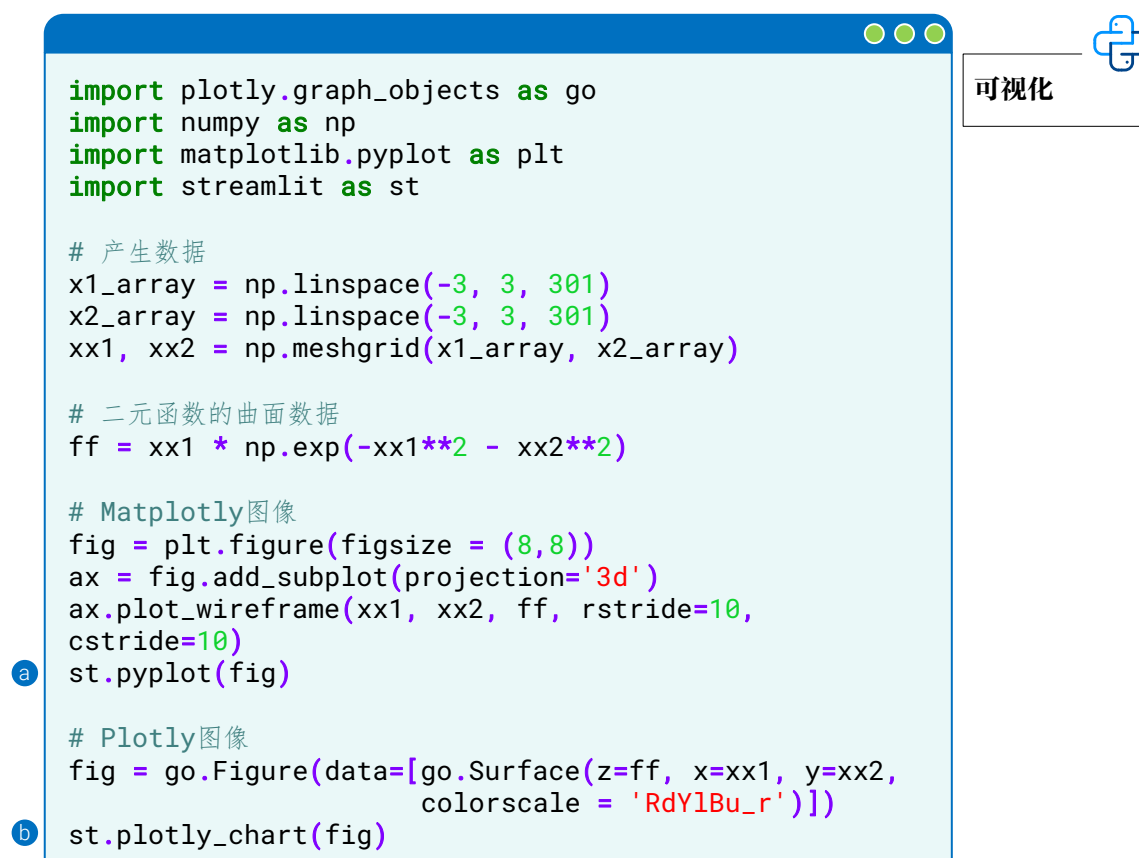 可视化
import plotly.graph_objects as go
import numpy as np
import matplotlib.pyplot as plt
import streamlit as st
# 产生数据
x1_array = np.linspace(-3, 3, 301)
x2_array = np.linspace(-3, 3, 301)
xx1, xx2 = np.meshgrid(x1_array, x2_array)
# 二元函数的曲面数据
ff = xx1 * np.exp(-xx1**2 - xx2**2)
# Matplotly图像
fig = plt.figure(figsize = (8,8))
ax = fig.add_subplot(projection='3d')
ax.plot_wireframe(xx1, xx2, ff, rstride=10,
cstride=10)
a st.pyplot(fig)
# Plotly图像
fig = go.Figure(data=[go.Surface(z=ff, x=xx1, y=xx2,
colorscale = 'RdYlBu_r')])
b st.plotly_chart(fig)